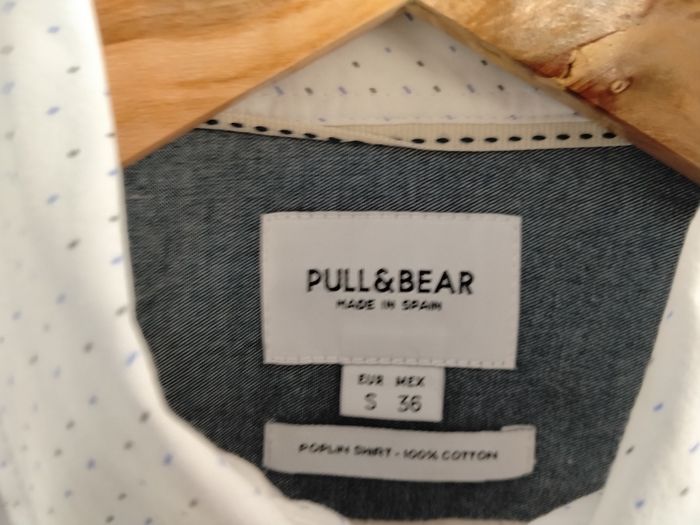 PULL&BEAR
MADE IN SPAIN
EUR MEX
S 36
POPLIN SHIRT - 100% COTTON